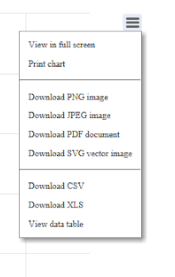 View in full screen
Print chart
Download PNG image
Download JPEG image
Download PDF document
Download SVG vector image
Download CSV
Download XLS
View data table